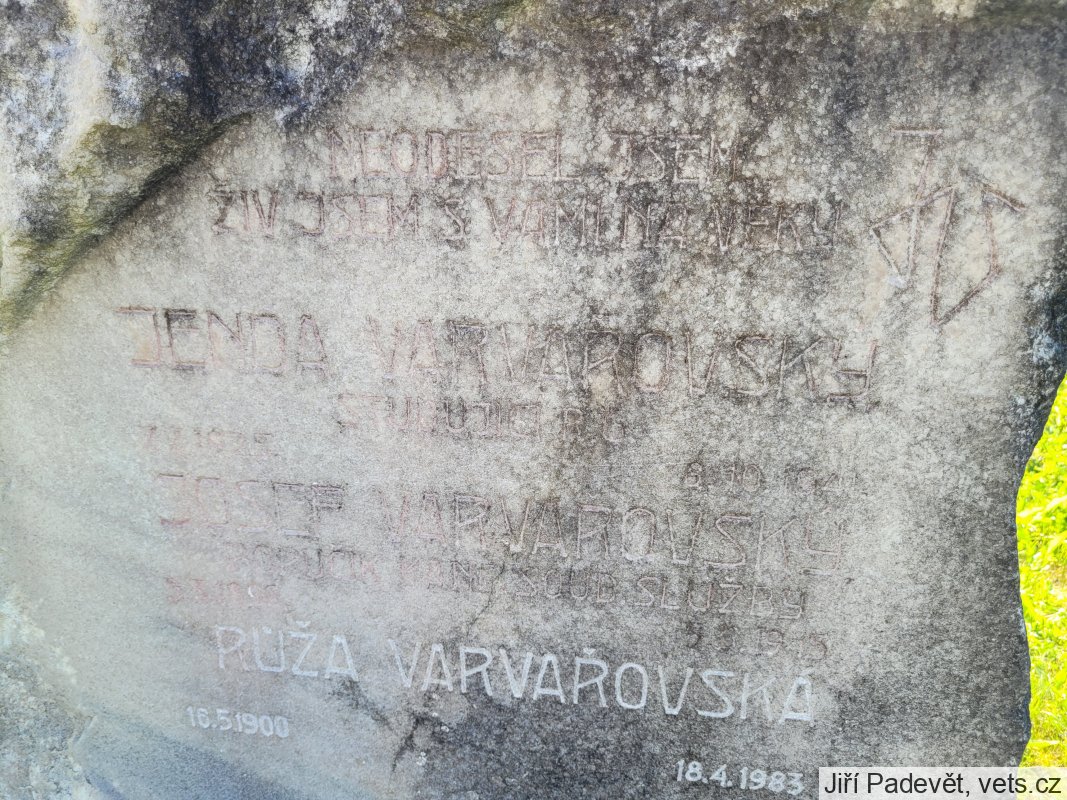 NEODEŠEL JSEM
ŽIV JSEM S VÁMI NA VĚKY
JENDA VARVAŘOVSKÝ
STUDUJÍCÍ
JOSEF VARVAŘOVSKÝ
SOUD SLUŽBY
RŮŽA VARVAŘOVSKÁ
16.5.1900
18.4.1983
Jiří Padevět, vets.cz